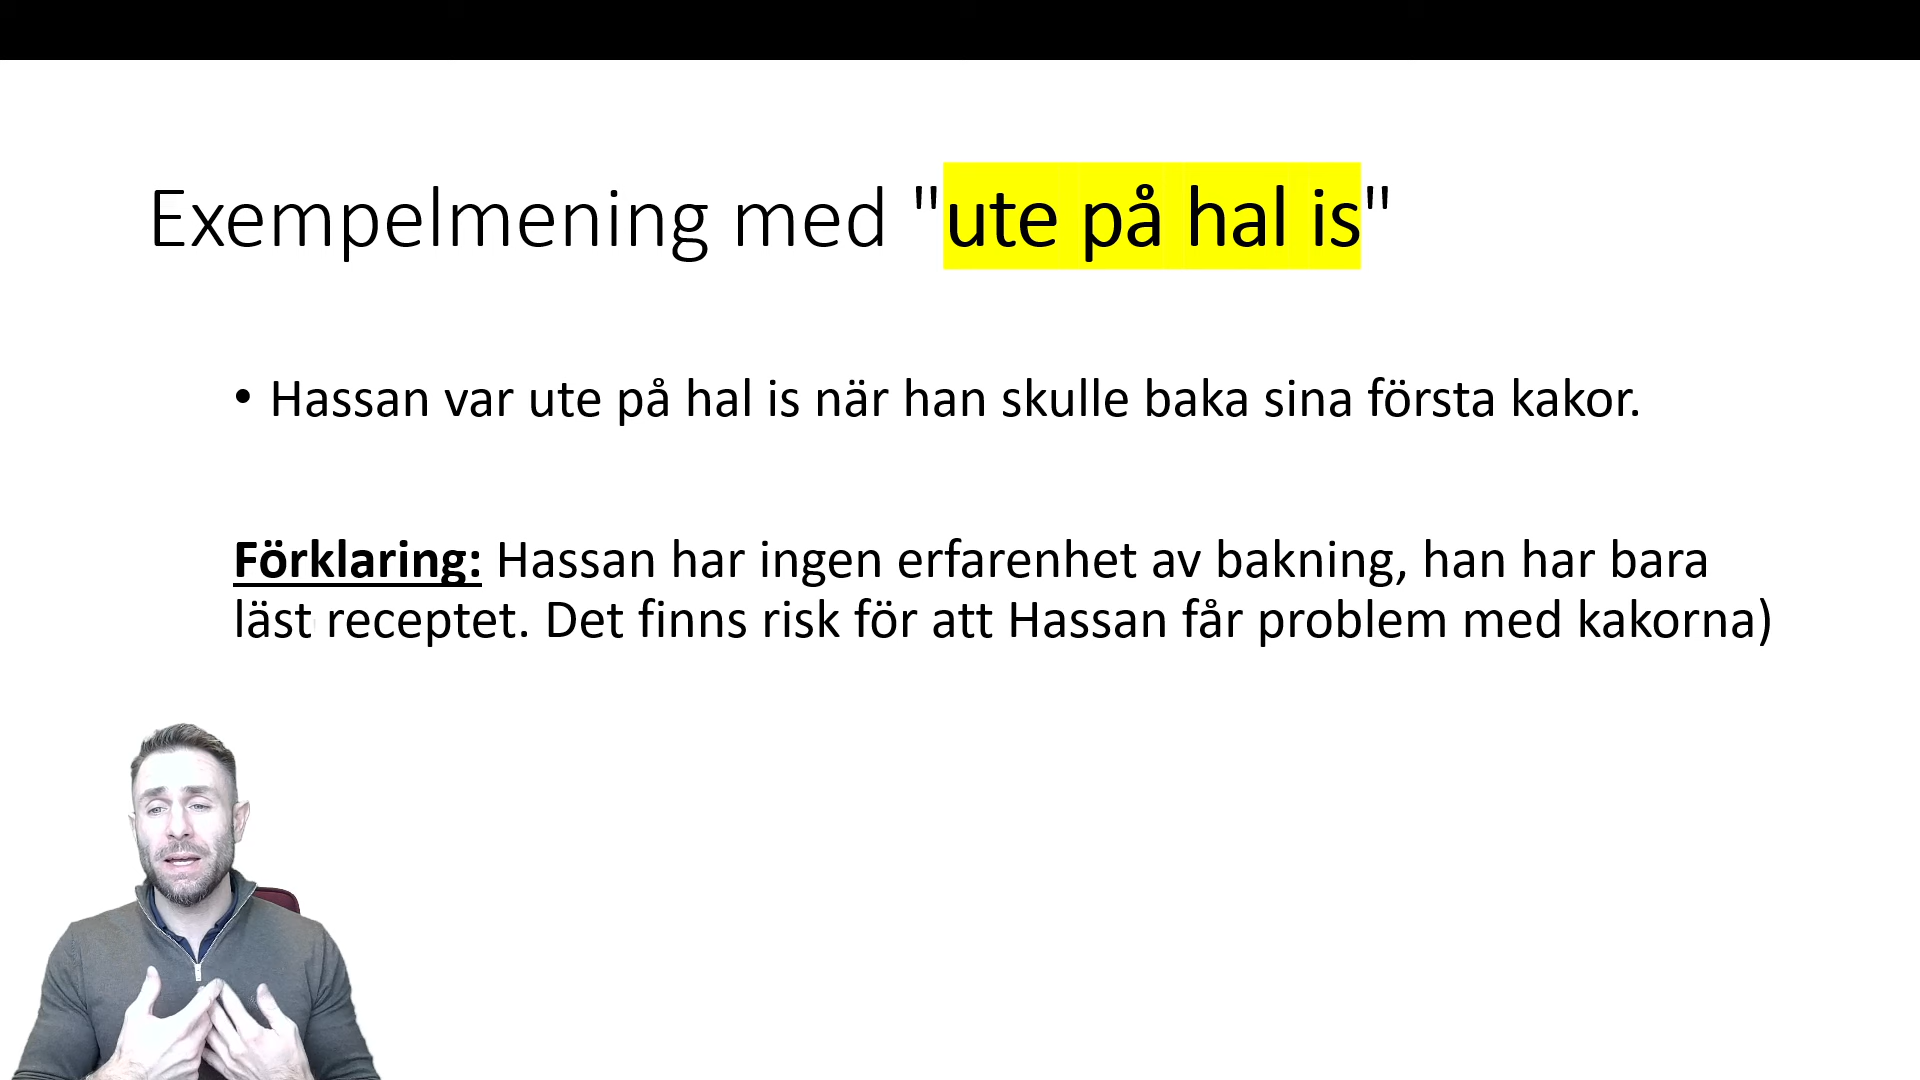 Exempelmening med "ute på hal is"
• Hassan var ute på hal is när han skulle baka sina första kakor.
Förklaring: Hassan har ingen erfarenhet av bakning, han har bara
läst receptet. Det finns risk för att Hassan får problem med kakorna)